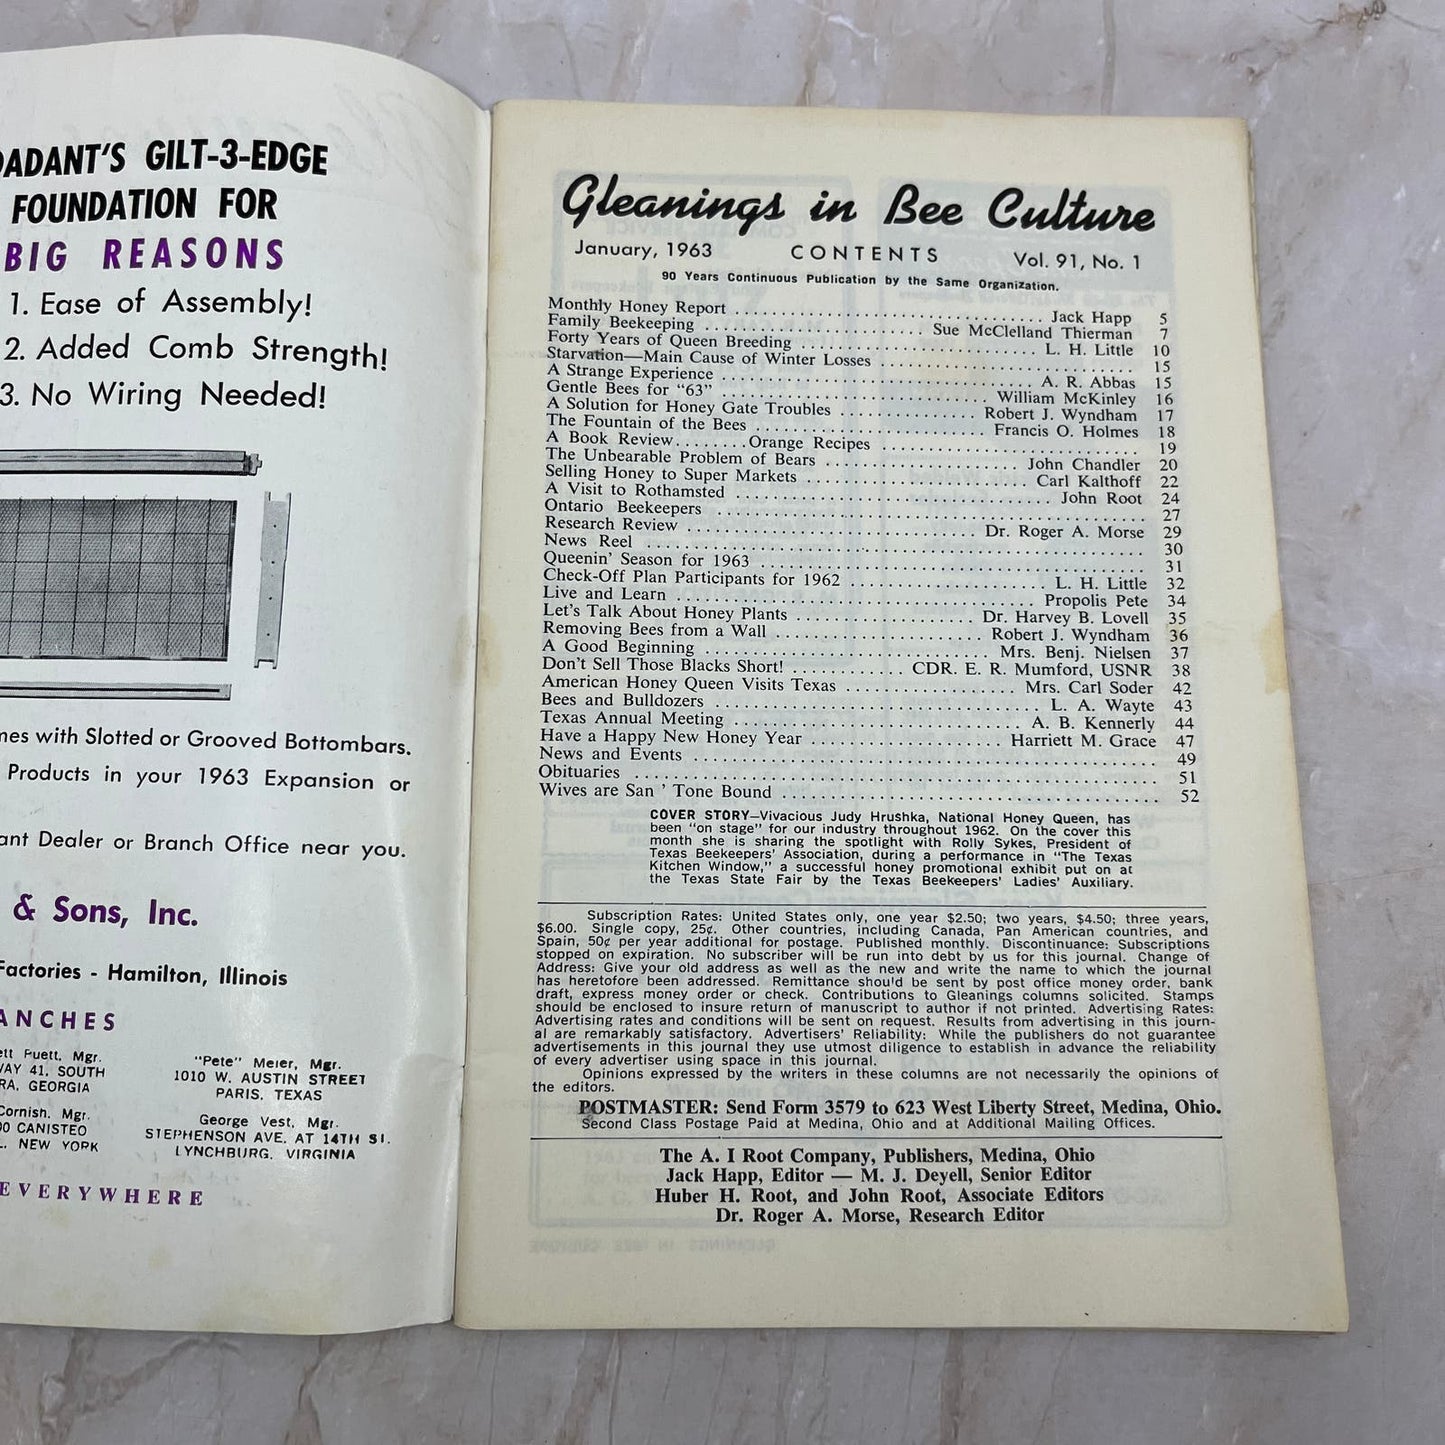 DADANT'S GILT-3-EDGE
FOUNDATION FOR
BIG REASONS
1. Ease of Assembly!
2. Added Comb Strength!
3. No Wiring Needed!
with Slotted or Grooved Bottombars.
Products in your 1963 Expansion or
Dealer or Branch Office near you.
& Sons, Inc.
Factories - Hamilton, Illinois
Puett, Mgr.
41, SOUTH
GEORGIA
Cornish, Mgr.
CANISTEO
NEW YORK
"Pete" Meier, Mgr.
1010 W. AUSTIN STREET
PARIS, TEXAS
George Vest, Mgr.
STEPHENSON AVE. AT 14TH ST.
LYNCHBURG, VIRGINIA
EVERYWHERE
Gleanings in Bee Culture
January, 1963 CONTENTS Vol. 91, No. 1
90 Years Continuous Publication by the Same Organization.
Monthly Honey Report . . . . . Jack Happ 5
Family Beekeeping . . . . . Sue McClelland Thierman 7
Forty Years of Queen Breeding . . . . . L. H. Little 10
Starvation—Main Cause of Winter Losses . . . . . 15
A Strange Experience . . . . . A. R. Abbas 15
Gentle Bees for "63" . . . . . William McKinley 16
A Solution for Honey Gate Troubles . . . . . Robert J. Wyndham 17
The Fountain of the Bees . . . . . Francis O. Holmes 18
A Book Review . . . . . Orange Recipes . . . . . 19
The Unbearable Problem of Bears . . . . . John Chandler 20
Selling Honey to Super Markets . . . . . Carl Kalthoff 22
A Visit to Rothamsted . . . . . John Root 24
Ontario Beekeepers . . . . . 27
Research Review . . . . . Dr. Roger A. Morse 29
News Reel . . . . . 30
Queenin' Season for 1963 . . . . . 31
Check-Off Plan Participants for 1962 . . . . . L. H. Little 32
Live and Learn . . . . . Propolis Pete 34
Let's Talk About Honey Plants . . . . . Dr. Harvey B. Lovell 35
Removing Bees from a Wall . . . . . Robert J. Wyndham 36
A Good Beginning . . . . . Mrs. Benj. Nielsen 37
Don't Sell Those Blacks Short! . . . . . CDR. E. R. Mumford, USNR 38
American Honey Queen Visits Texas . . . . . Mrs. Carl Soder 42
Bees and Bulldozers . . . . . L. A. Wayte 43
Texas Annual Meeting . . . . . A. B. Kennerly 44
Have a Happy New Honey Year . . . . . Harriett M. Grace 47
News and Events . . . . . 49
Obituaries . . . . . 51
Wives are San ' Tone Bound . . . . . 52
COVER STORY—Vivacious Judy Hrushka, National Honey Queen, has
been "on stage" for our industry throughout 1962. On the cover this
month she is sharing the spotlight with Rolly Sykes, President of
Texas Beekeepers' Association, during a performance in "The Texas
Kitchen Window," a successful honey promotional exhibit put on at
the Texas State Fair by the Texas Beekeepers' Ladies' Auxiliary.
Subscription Rates: United States only, one year $2.50; two years, $4.50; three years,
$6.00. Single copy, 25¢. Other countries, including Canada, Pan American countries, and
Spain, 50¢ per year additional for postage. Published monthly. Discontinuance: Subscriptions
stopped on expiration. No subscriber will be run into debt by us for this journal. Change of
Address: Give your old address as well as the new and write the name to which the journal
has heretofore been addressed. Remittance should be sent by post office money order, bank
draft, express money order or check. Contributions to Gleanings columns solicited. Stamps
should be enclosed to insure return of manuscript to author if not printed. Advertising Rates:
Advertising rates and conditions will be sent on request. Results from advertising in this journ-
al are remarkably satisfactory. Advertisers' Reliability: While the publishers do not guarantee
advertisements in this journal they use utmost diligence to establish in advance the reliability
of every advertiser using space in this journal.
Opinions expressed by the writers in these columns are not necessarily the opinions of
the editors.
POSTMASTER: Send Form 3579 to 623 West Liberty Street, Medina, Ohio.
Second Class Postage Paid at Medina, Ohio and at Additional Mailing Offices.
The A. I Root Company, Publishers, Medina, Ohio
Jack Happ, Editor — M. J. Deyell, Senior Editor
Huber H. Root, and John Root, Associate Editors
Dr. Roger A. Morse, Research Editor